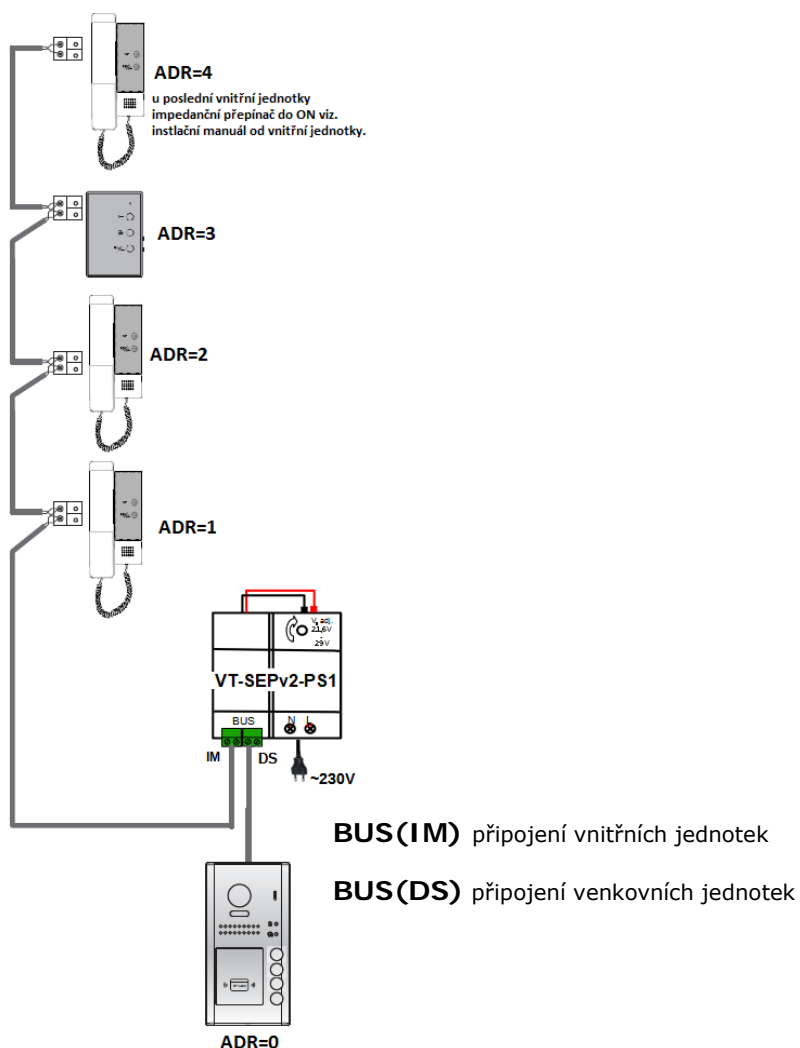 ADR=4
u poslední vnitřní jednotky
impedanční přepínač do ON viz.
instlační manuál od vnitřní jednotky.
ADR=3
ADR=2
ADR=1
V, adj.
21,6V
-
29V
VT-SEPv2-PS1
BUS
N L
IM
DS
~230V
BUS(IM) připojení vnitřních jednotek
BUS(DS) připojení venkovních jednotek
ADR=0